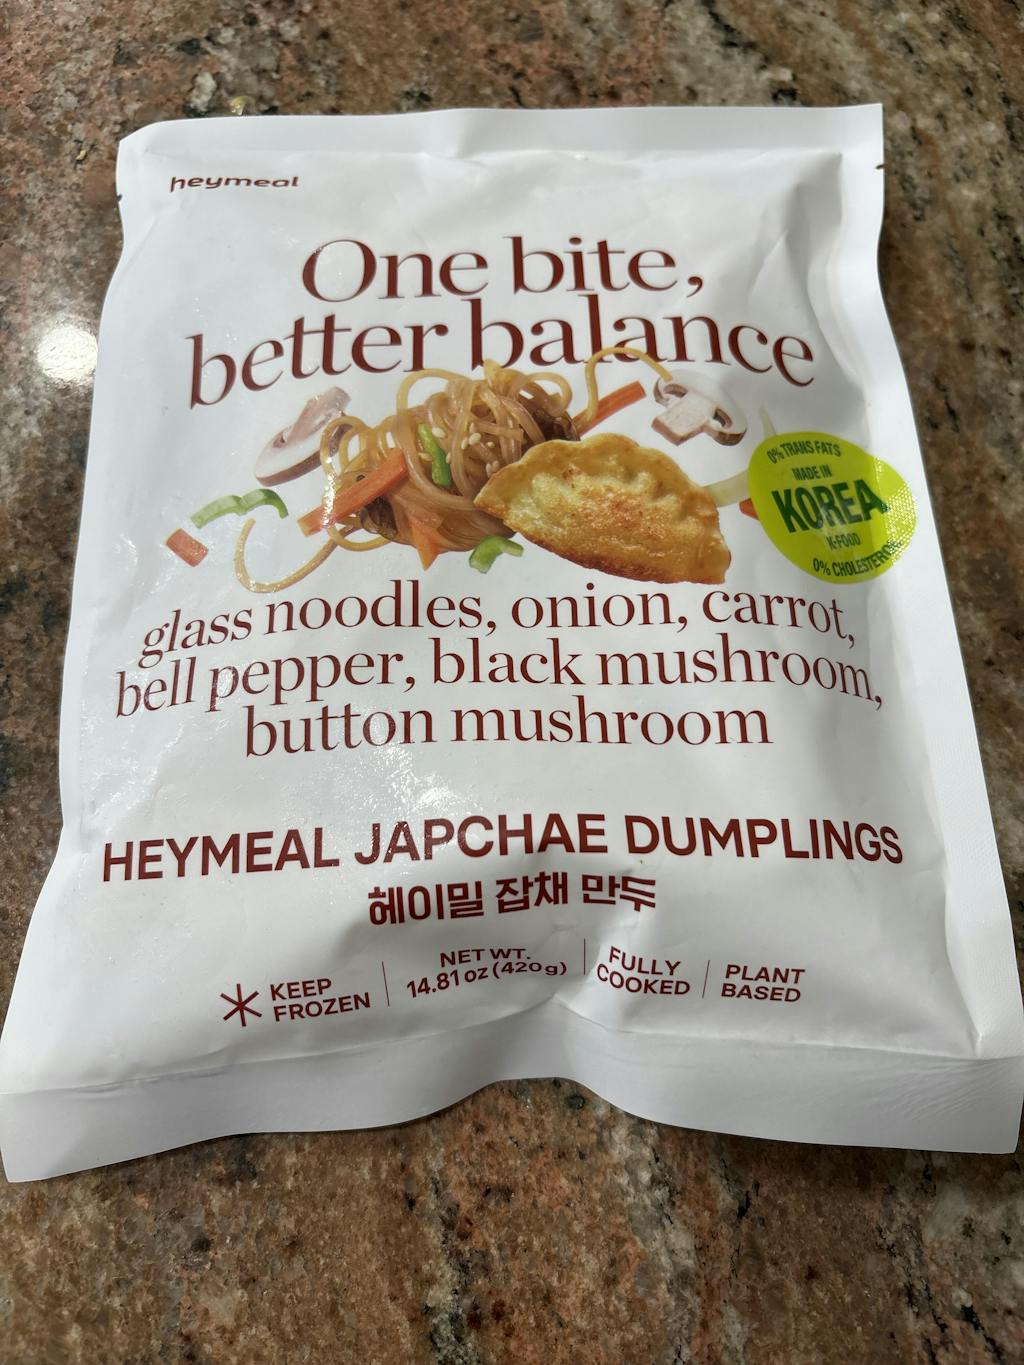 heymeal
One bite,
better balance
0% TRANS FATS
MADE IN
KOREA
K-FOOD
0% CHOLESTEROL
glass noodles, onion, carrot,
bell pepper, black mushroom,
button mushroom
HEYMEAL JAPCHAE DUMPLINGS
헤이밀 잡채 만두
KEEP
FROZEN
NET WT.
14.81 oz (420g)
FULLY
COOKED
PLANT
BASED